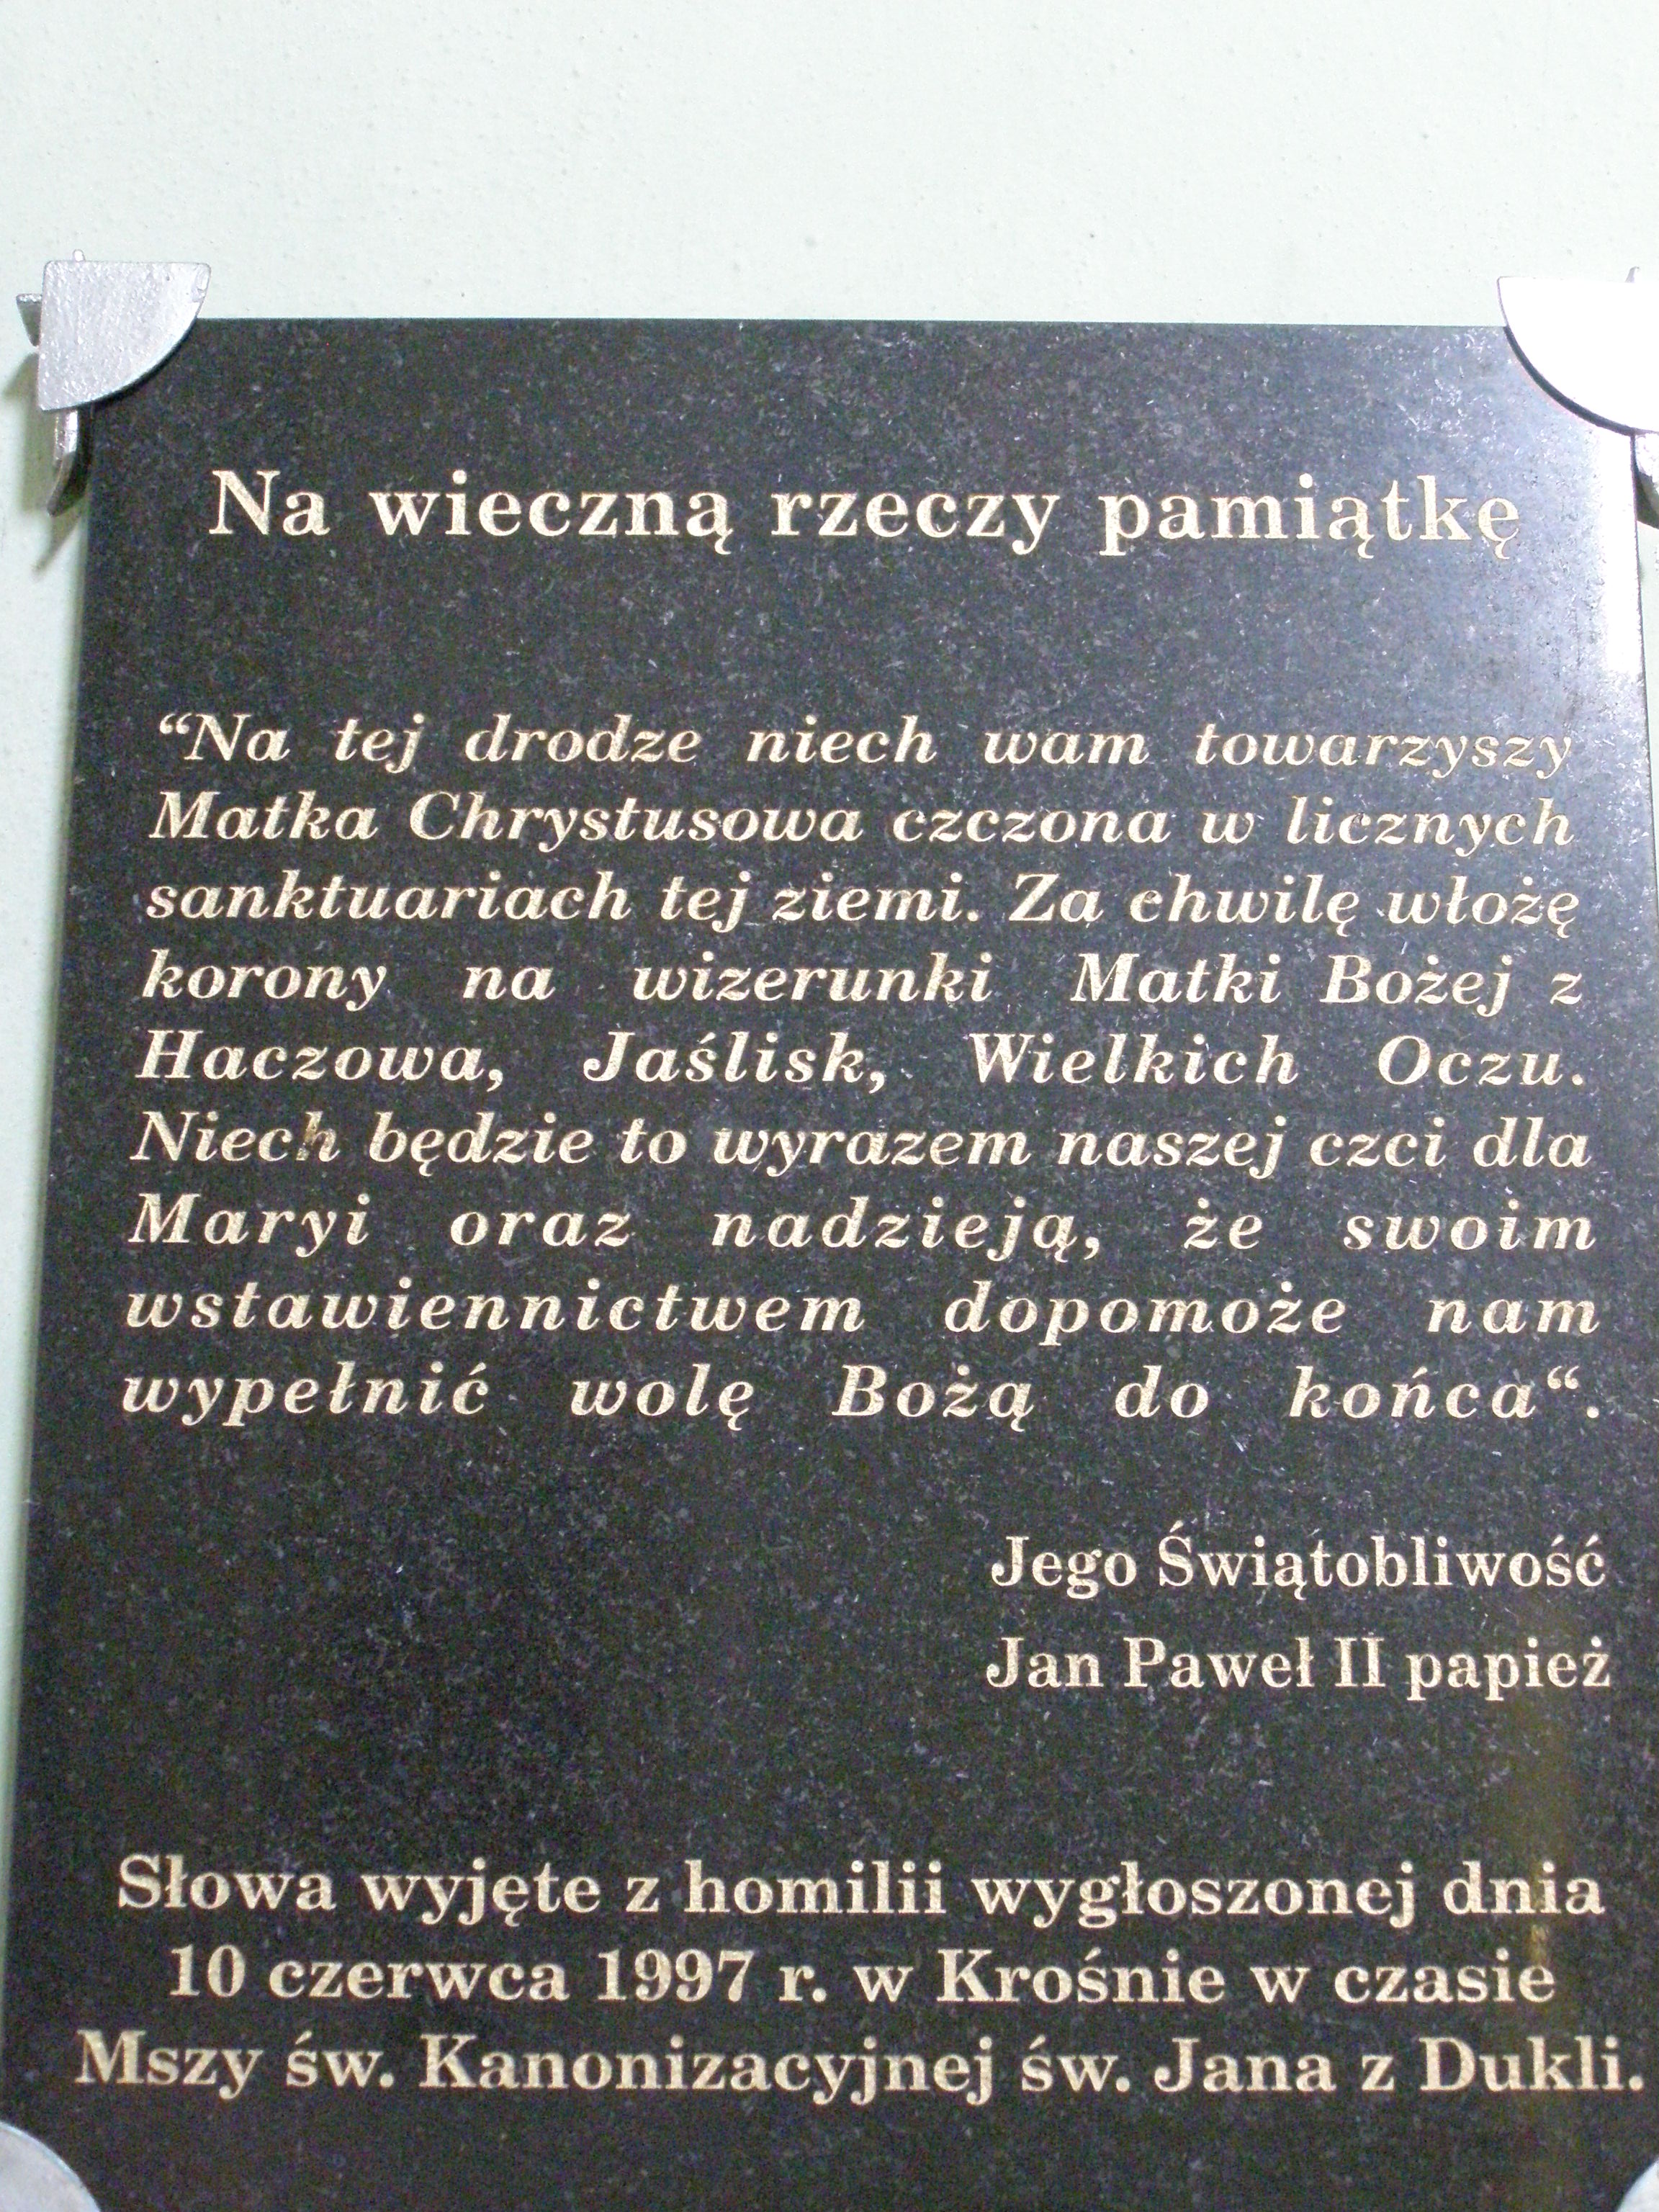 Na wieczną rzeczy pamiątkę
“Na tej drodze niech wam towarzyszy
Matka Chrystusowa czczona w licznych
sanktuariach tej ziemi. Za chwilę włożę
korony na wizerunki Matki Bożej z
Haczowa, Jaślisk, Wielkich Oczu.
Niech będzie to wyrazem naszej czci dla
Maryi oraz nadzieją, że swoim
wstawiennictwem dopomoże nam
wypełnić wolę Bożą do końca“.
Jego Świątobliwość
Jan Paweł II papież
Słowa wyjęte z homilii wygłoszonej dnia
10 czerwca 1997 r. w Krośnie w czasie
Mszy św. Kanonizacyjnej św. Jana z Dukli.